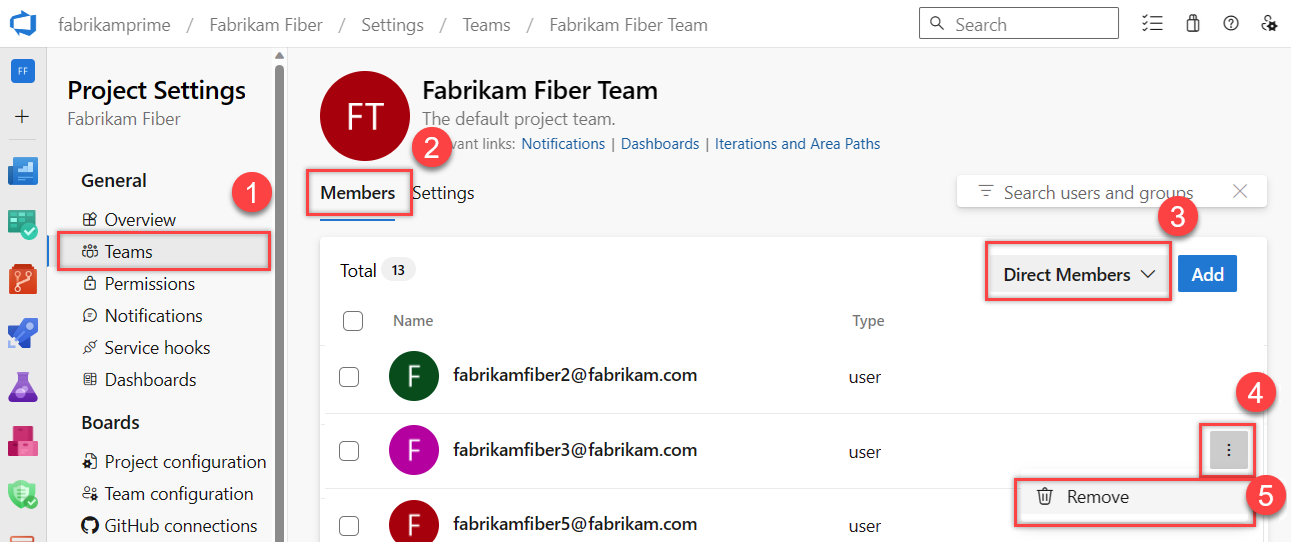 fabrikamprime / Fabrikam Fiber / Settings / Teams / Fabrikam Fiber Team
Search
FF
Project Settings
Fabrikam Fiber
General
1
Overview
Teams
Permissions
Notifications
Service hooks
Dashboards
Boards
Project configuration
Team configuration
GitHub connections
FT
Fabrikam Fiber Team
The default project team.
2
links: Notifications | Dashboards | Iterations and Area Paths
Members Settings
Search users and groups
3
Total 13
Direct Members
Add
Name Type
F fabrikamfiber2@fabrikam.com user
4
F fabrikamfiber3@fabrikam.com user
Remove
5
F fabrikamfiber5@fabrikam.com user